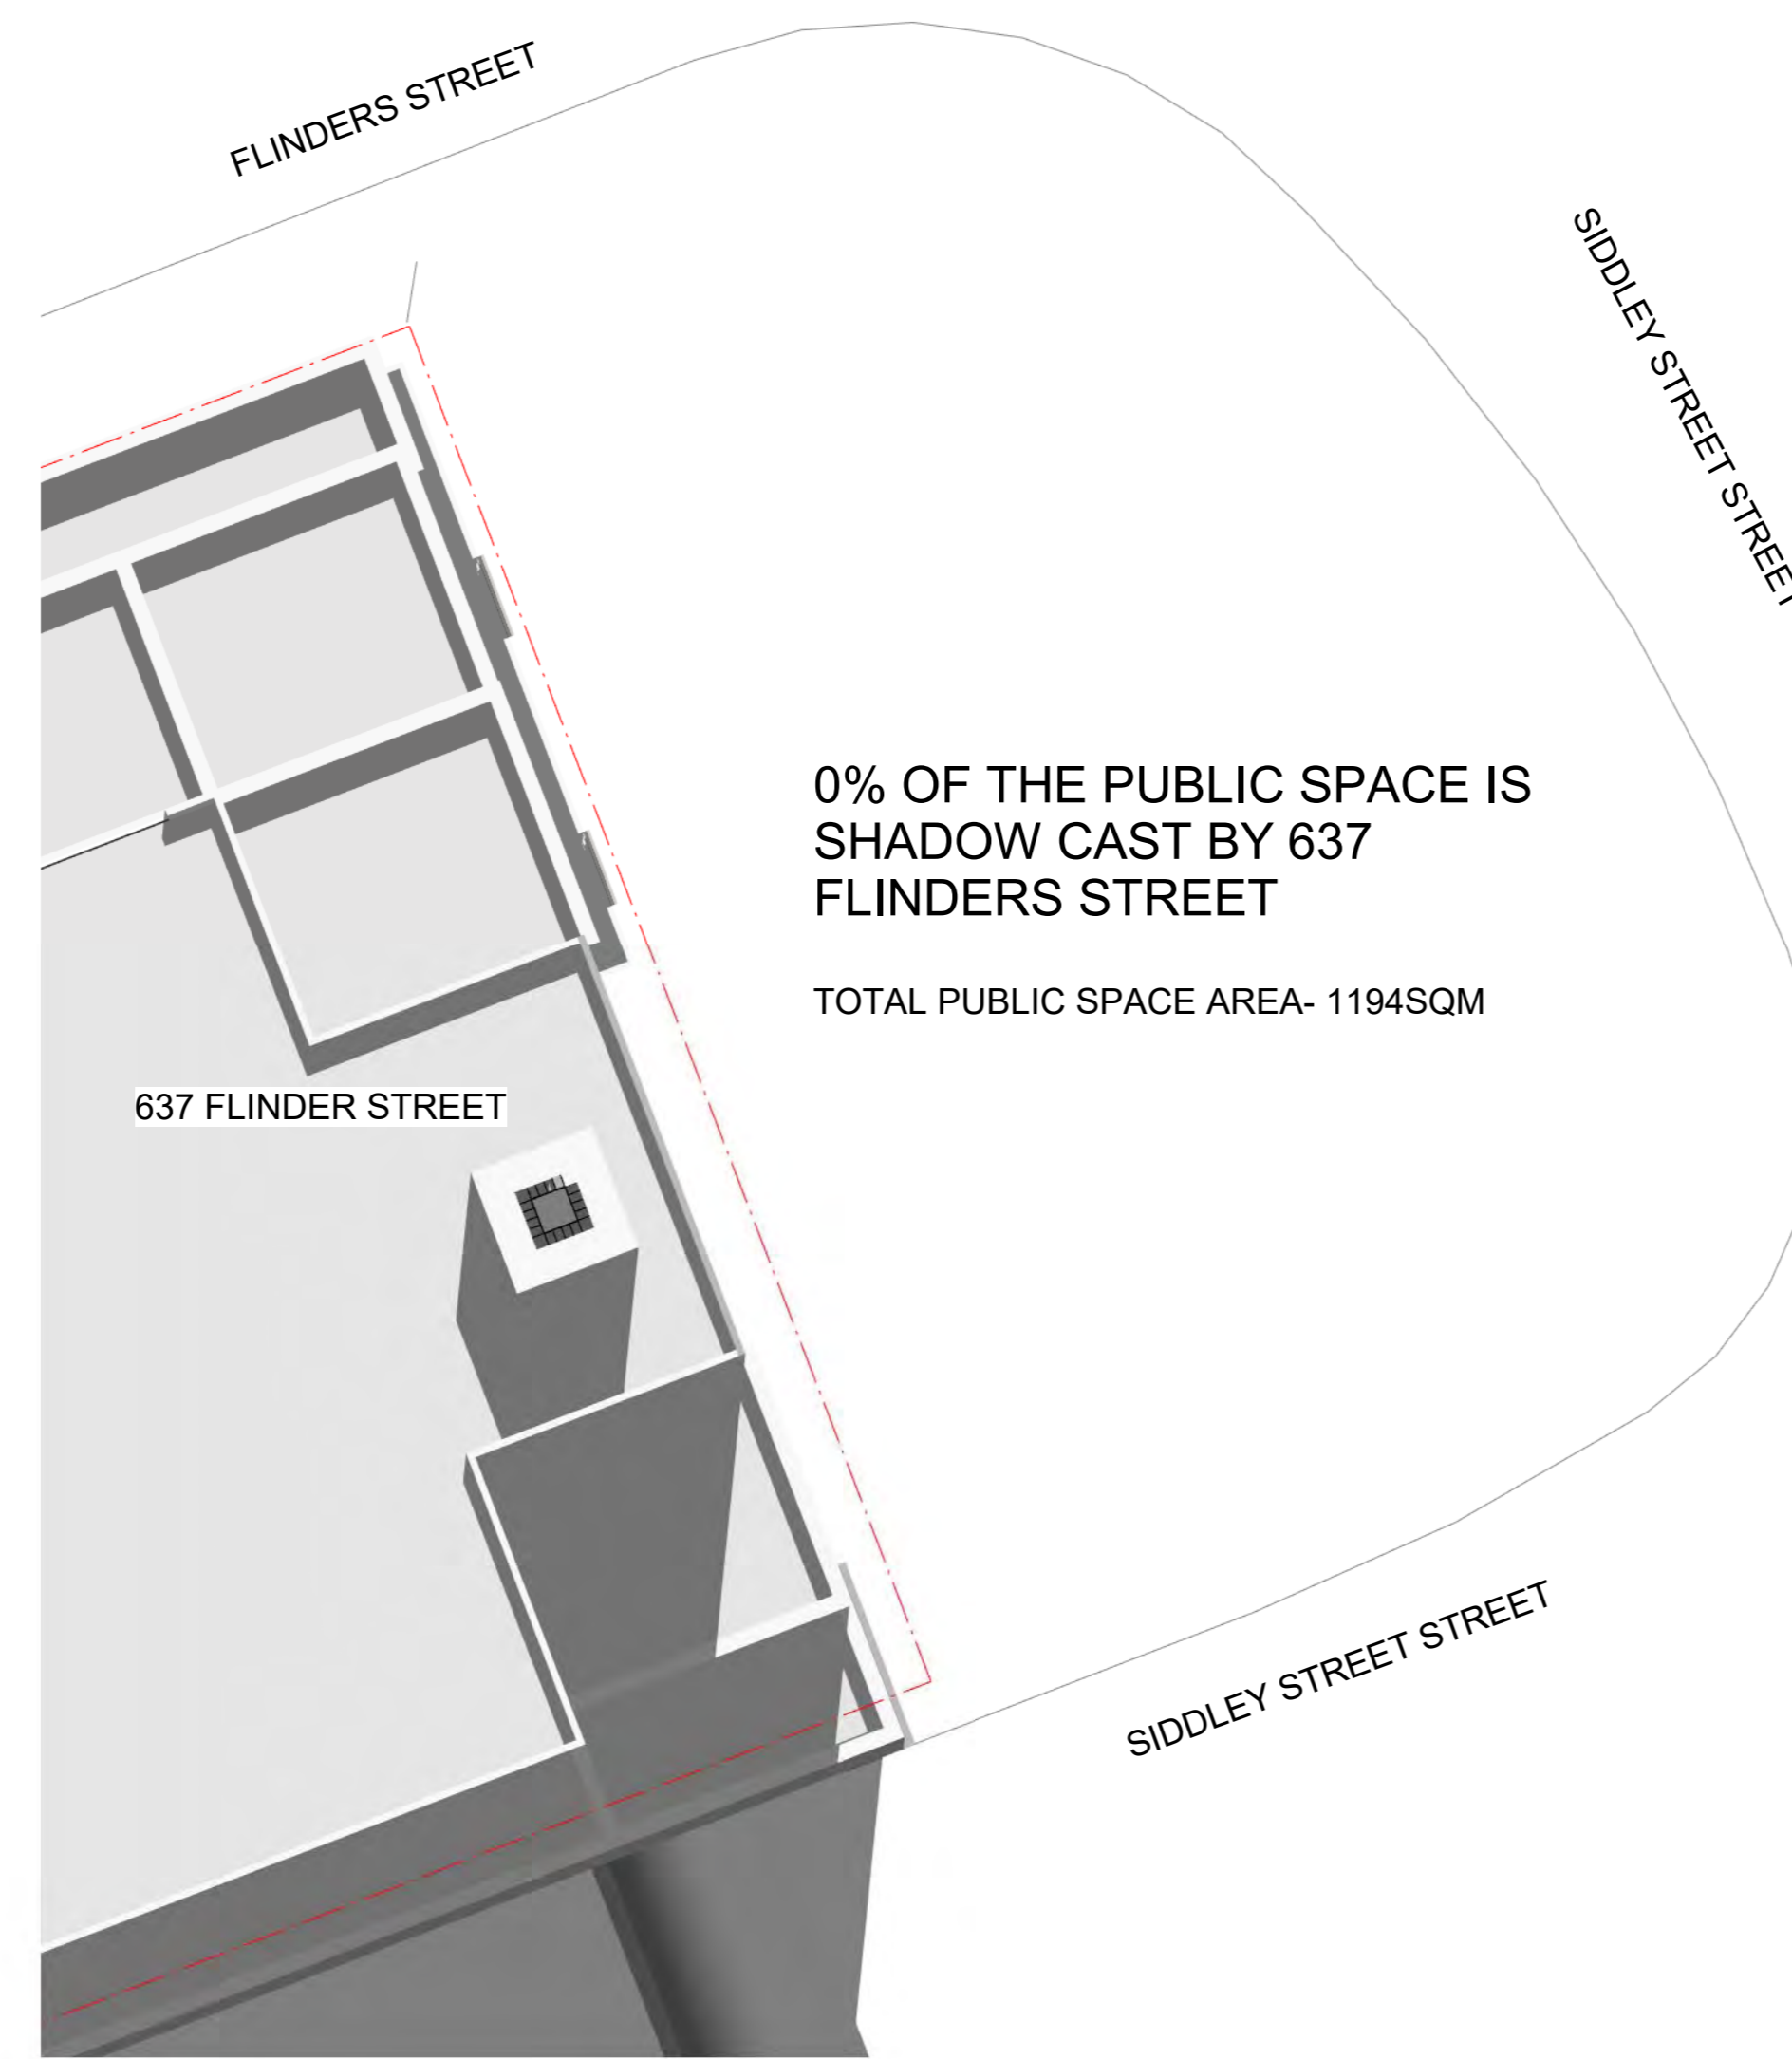 FLINDERS STREET
SIDDLEY STREET STREET
0% OF THE PUBLIC SPACE IS
SHADOW CAST BY 637
FLINDERS STREET
TOTAL PUBLIC SPACE AREA- 1194SQM
637 FLINDER STREET
SIDDLEY STREET STREET